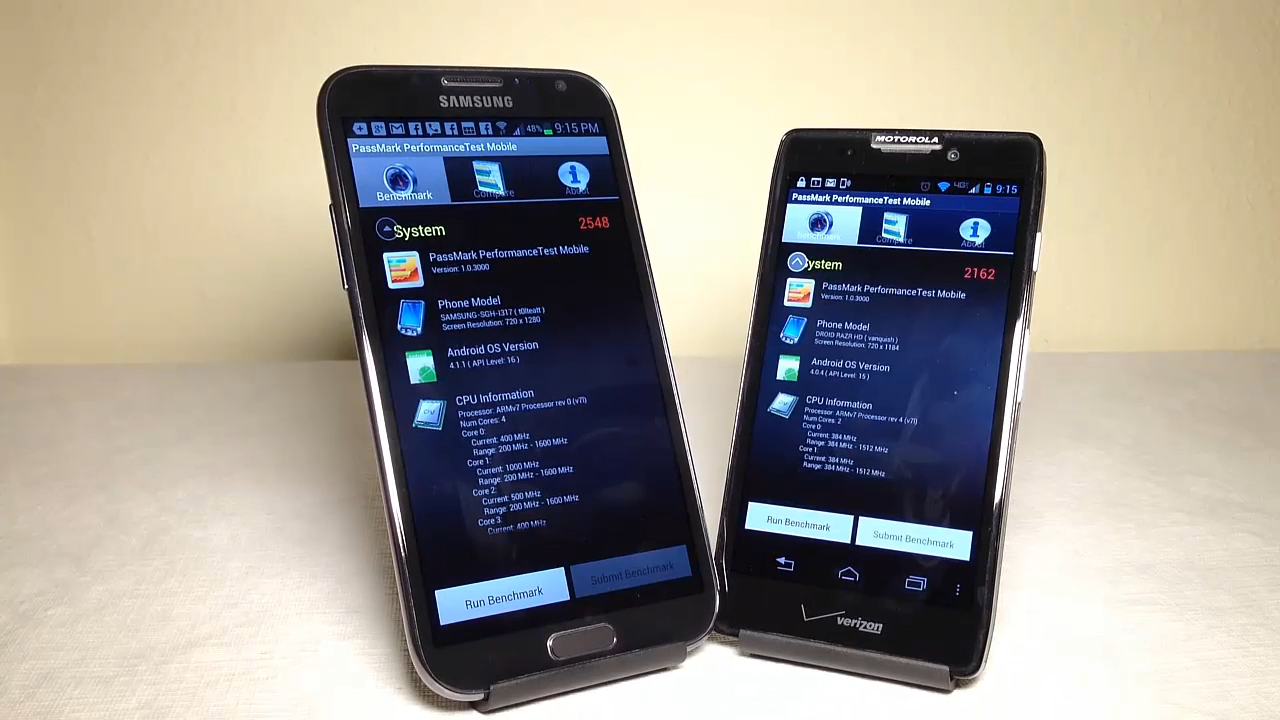 SAMSUNG
48% 9:15 PM
PassMark PerformanceTest Mobile
Benchmark
Compare
About
System
2548
PassMark PerformanceTest Mobile
Version: 1.0.3000
Phone Model
SAMSUNG-SGH-I317 ( t0lteatt )
Screen Resolution: 720 x 1280
Android OS Version
4.1.1 ( API Level: 16 )
CPU Information
Processor: ARMv7 Processor rev 0 (v7l)
Num Cores: 4
Core 0:
Current: 400 MHz
Range: 200 MHz - 1600 MHz
Core 1:
Current: 1000 MHz
Range: 200 MHz - 1600 MHz
Core 2:
Current: 500 MHz
Range: 200 MHz - 1600 MHz
Core 3:
Current: 400 MHz
Run Benchmark
Submit Benchmark
MOTOROLA
4G 9:15
PassMark PerformanceTest Mobile
Benchmark
Compare
About
System
2162
PassMark PerformanceTest Mobile
Version: 1.0.3000
Phone Model
DROID RAZR HD ( vanquish )
Screen Resolution: 720 x 1184
Android OS Version
4.0.4 ( API Level: 15 )
CPU Information
Processor: ARMv7 Processor rev 4 (v7l)
Num Cores: 2
Core 0:
Current: 384 MHz
Range: 384 MHz - 1512 MHz
Core 1:
Current: 384 MHz
Range: 384 MHz - 1512 MHz
Run Benchmark
Submit Benchmark
verizon